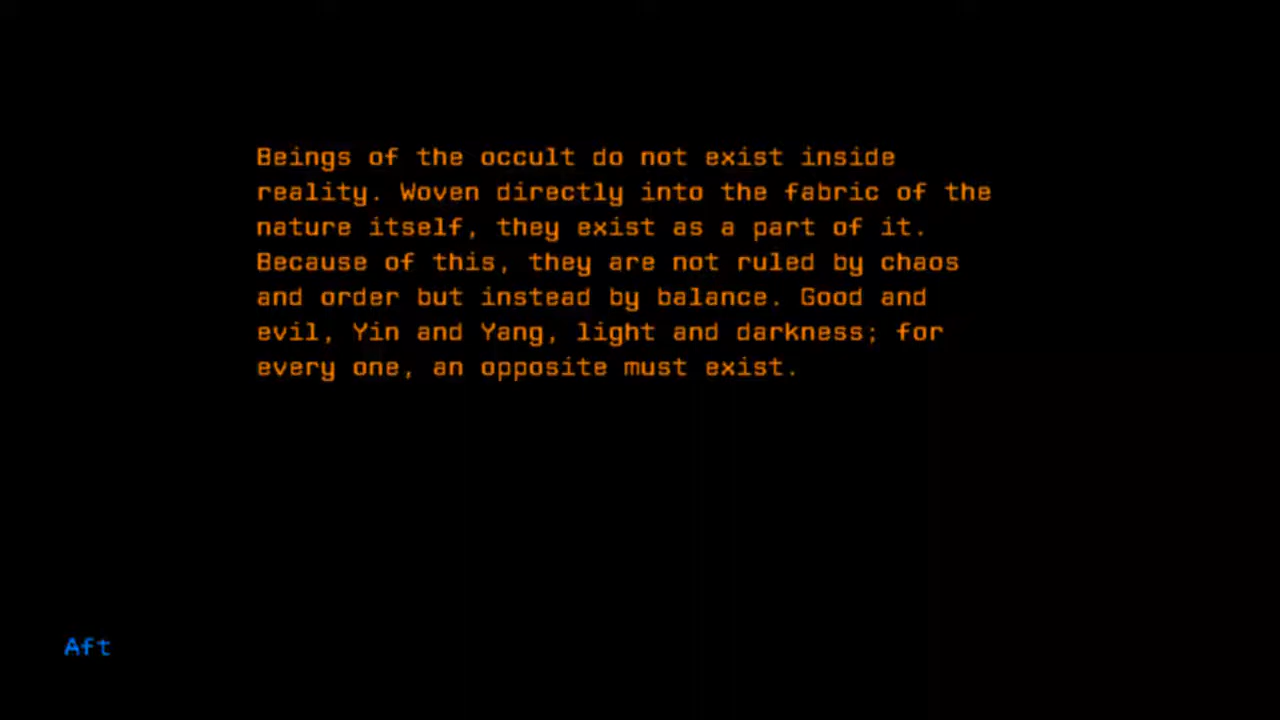 Beings of the occult do not exist inside
reality. Woven directly into the fabric of the
nature itself, they exist as a part of it.
Because of this, they are not ruled by chaos
and order but instead by balance. Good and
evil, Yin and Yang, light and darkness; for
every one, an opposite must exist.
Aft